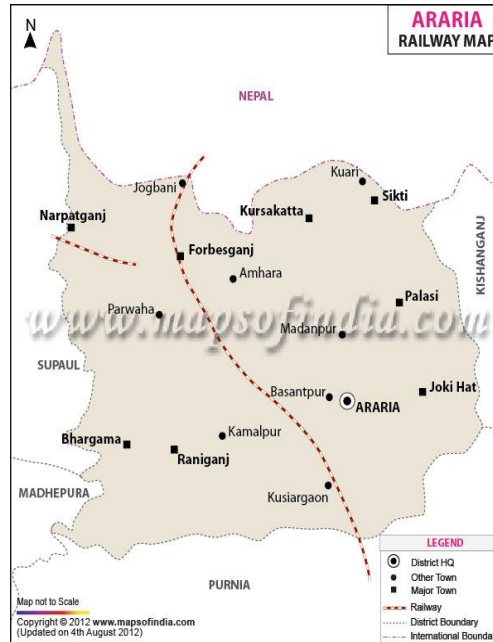 ARARIA
RAILWAY MAP
N
NEPAL
Kuari
Jogbani
Sikti
Narpatganj
Kursakatta
KISHANGANJ
Forbesganj
Amhara
Palasi
Parwaha
www.mapsofindia.com
Madanpur
SUPAUL
Joki Hat
Basantpur
ARARIA
Kamalpur
Bhargama
Raniganj
MADHEPURA
Kusiargaon
LEGEND
District HQ
Other Town
Major Town
Railway
District Boundary
International Bounda
PURNIA
Map not to Scale
Copyright © 2012 www.mapsofindia.com
(Updated on 4th August 2012)